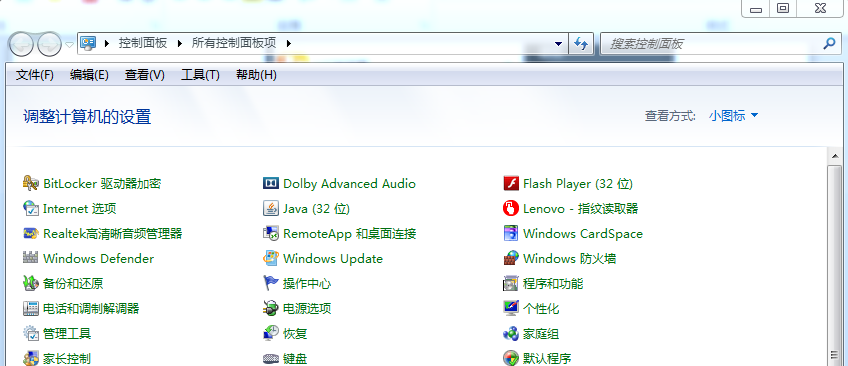 控制面板 所有控制面板项 搜索控制面板
文件(F) 编辑(E) 查看(V) 工具(T) 帮助(H)
调整计算机的设置 查看方式: 小图标
BitLocker 驱动器加密 Dolby Advanced Audio Flash Player (32 位)
Internet 选项 Java (32 位) Lenovo - 指纹读取器
Realtek高清晰音频管理器 RemoteApp 和桌面连接 Windows CardSpace
Windows Defender Windows Update Windows 防火墙
备份和还原 操作中心 程序和功能
电话和调制解调器 电源选项 个性化
管理工具 恢复 家庭组
家长控制 键盘 默认程序